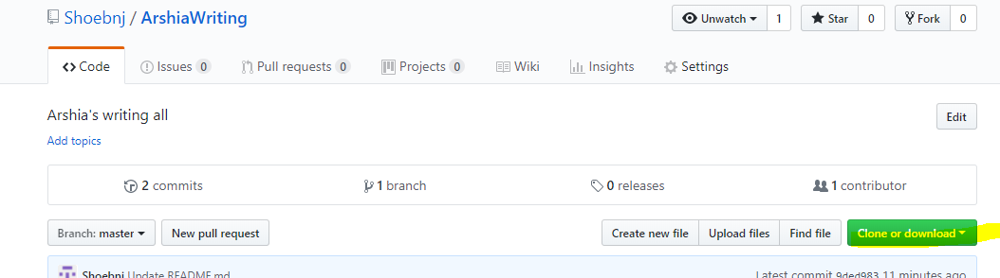 Shoebnj / ArshiaWriting
Unwatch 1 Star 0 Fork 0
Code Issues 0 Pull requests 0 Projects 0 Wiki Insights Settings
Arshia's writing all
Edit
Add topics
2 commits 1 branch 0 releases 1 contributor
Branch: master New pull request Create new file Upload files Find file Clone or download
Shoebnj Update README.md Latest commit 9ded983 11 minutes ago